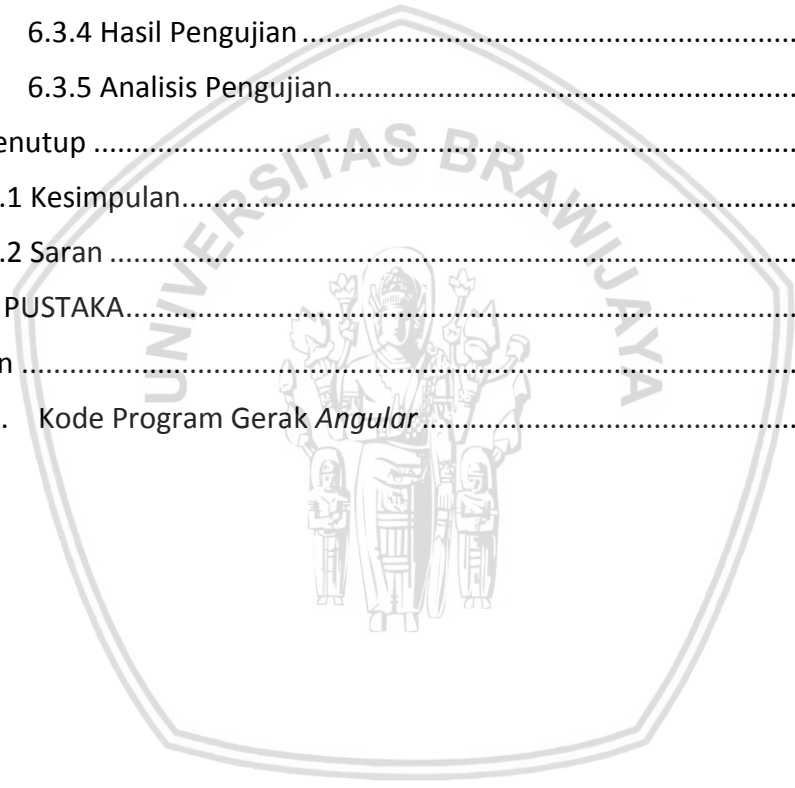 6.3.4 Hasil Pengujian....................................................................
6.3.5 Analisis Pengujian................................................................
enutup ...........................................................................................
.1 Kesimpulan..................................................................................
.2 Saran ...........................................................................................
PUSTAKA.......................................................................................
n ....................................................................................................
. Kode Program Gerak Angular ....................................................
UNIVERSITAS BRAWIJAYA